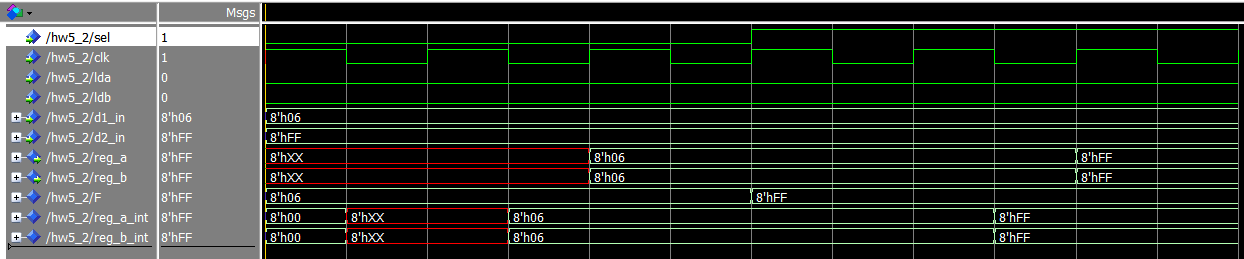 Msgs
/hw5_2/sel 1
/hw5_2/clk 1
/hw5_2/lda 0
/hw5_2/ldb 0
/hw5_2/d1_in 8'h06 8'h06
/hw5_2/d2_in 8'hFF 8'hFF
/hw5_2/reg_a 8'hFF 8'hXX 8'h06 8'hFF
/hw5_2/reg_b 8'hFF 8'hXX 8'h06 8'hFF
/hw5_2/F 8'hFF 8'h06 8'hFF
/hw5_2/reg_a_int 8'hFF 8'h00 8'hXX 8'h06 8'hFF
/hw5_2/reg_b_int 8'hFF 8'h00 8'hXX 8'h06 8'hFF